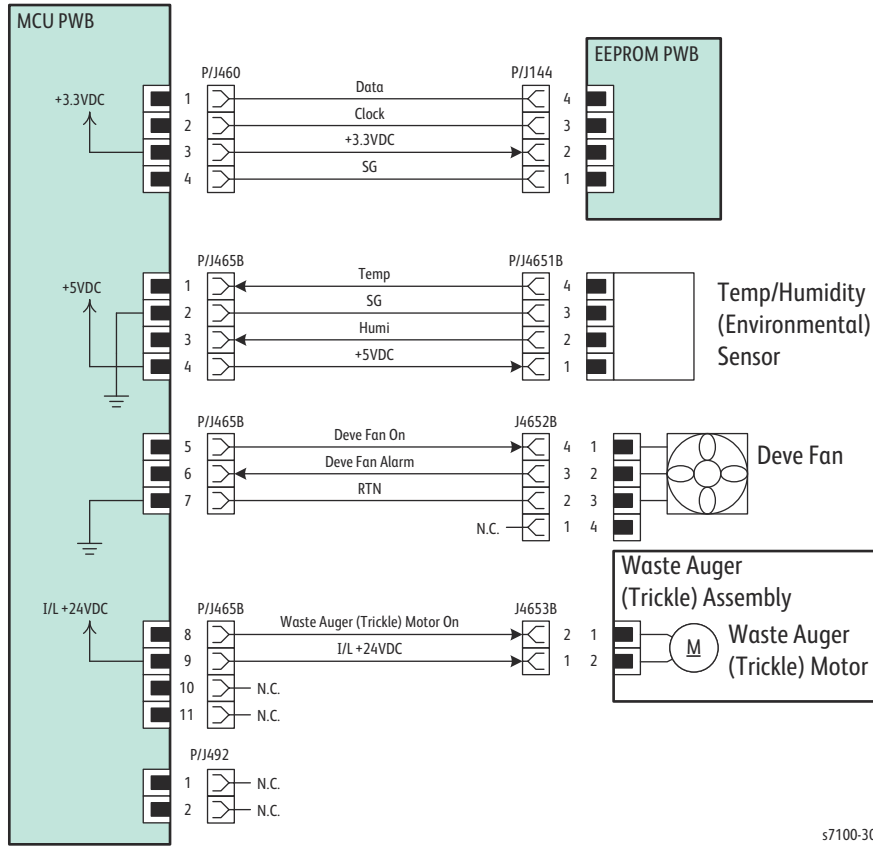 MCU PWB
EEPROM PWB
P/J460
P/J144
+3.3VDC
1 Data 4
2 Clock 3
3 +3.3VDC 2
4 SG 1
P/J465B
P/J4651B
+5VDC
1 Temp 4
2 SG 3
3 Humi 2
4 +5VDC 1
Temp/Humidity
(Environmental)
Sensor
P/J465B
J4652B
5 Deve Fan On 4 1
6 Deve Fan Alarm 3 2
7 RTN 2 3
N.C. 1 4
Deve Fan
Waste Auger
(Trickle) Assembly
I/L +24VDC
P/J465B
J4653B
8 Waste Auger (Trickle) Motor On 2 1
9 I/L +24VDC 1 2
10 N.C.
11 N.C.
M
Waste Auger
(Trickle) Motor
P/J492
1 N.C.
2 N.C.